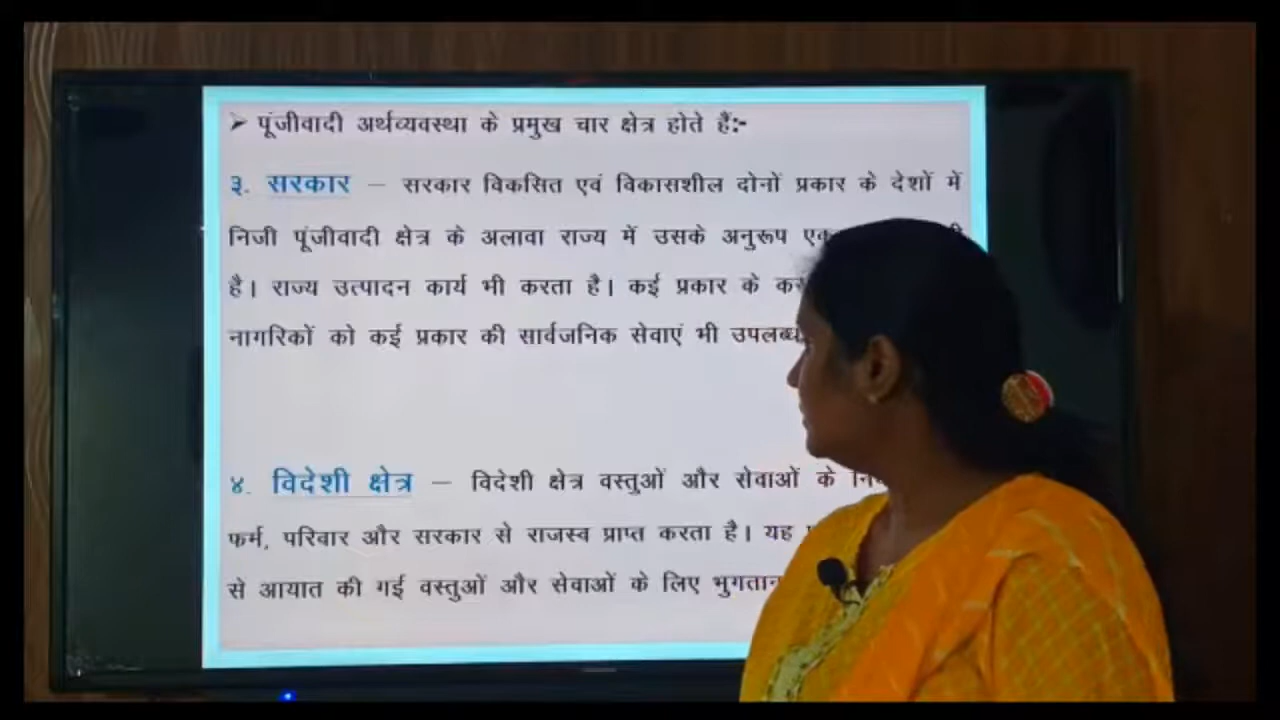 ➤ पूंजीवादी अर्थव्यवस्था के प्रमुख चार क्षेत्र होते हैं:-
३. सरकार – सरकार विकसित एवं विकासशील दोनों प्रकार के देशों में
निजी पूंजीवादी क्षेत्र के अलावा राज्य में उसके अनुरूप
है। राज्य उत्पादन कार्य भी करता है। कई प्रकार के
नागरिकों को कई प्रकार की सार्वजनिक सेवाएं भी उपलब्ध
४. विदेशी क्षेत्र – विदेशी क्षेत्र वस्तुओं और सेवाओं के
फर्म, परिवार और सरकार से राजस्व प्राप्त करता है। यह
से आयात की गई वस्तुओं और सेवाओं के लिए भुगतान